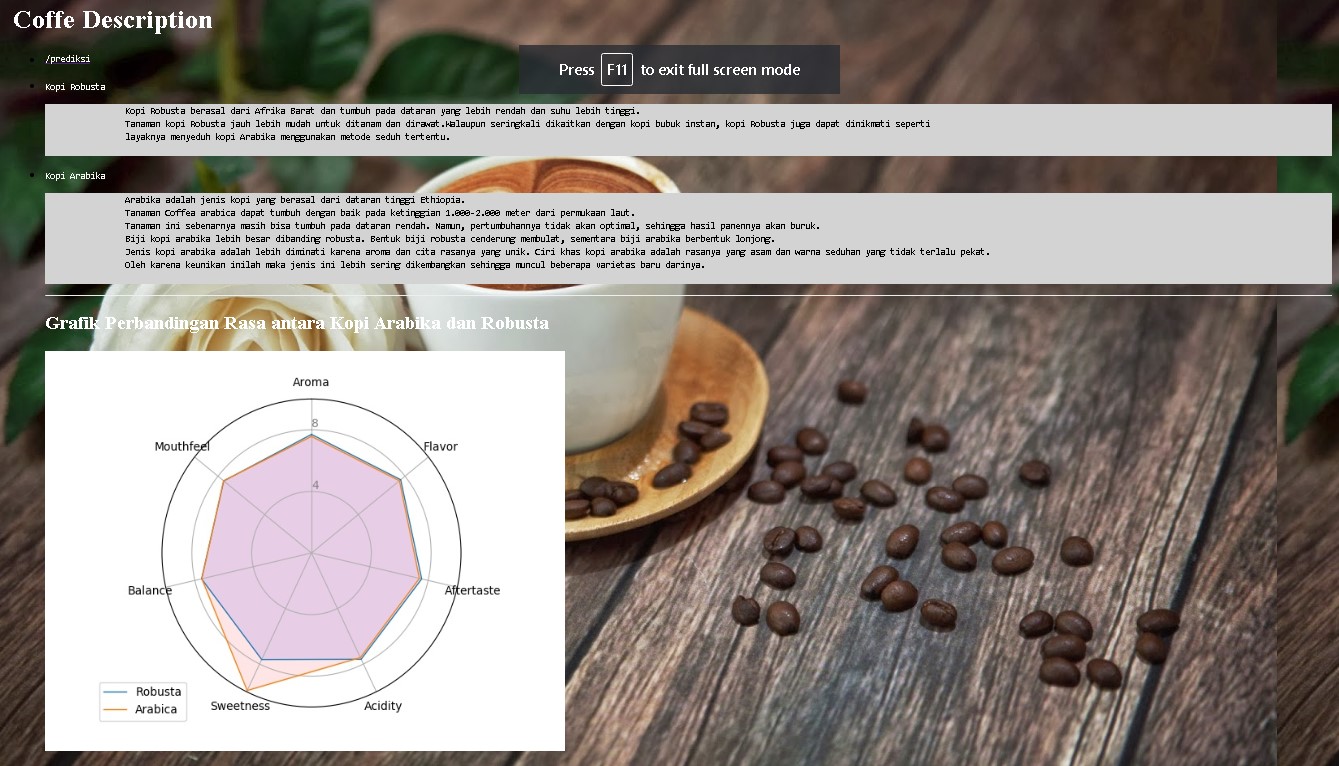 Coffe Description
/prediksi
Press F11 to exit full screen mode
Kopi Robusta
Kopi Robusta berasal dari Afrika Barat dan tumbuh pada dataran yang lebih rendah dan suhu lebih tinggi.
Tanaman kopi Robusta jauh lebih mudah untuk ditanam dan dirawat.Walaupun seringkali dikaitkan dengan kopi bubuk instan, kopi Robusta juga dapat dinikmati seperti
layaknya menyeduh kopi Arabika menggunakan metode seduh tertentu.
Kopi Arabika
Arabika adalah jenis kopi yang berasal dari dataran tinggi Ethiopia.
Tanaman Coffea arabica dapat tumbuh dengan baik pada ketinggian 1.000-2.000 meter dari permukaan laut.
Tanaman ini sebenarnya masih bisa tumbuh pada dataran rendah. Namun, pertumbuhannya tidak akan optimal, sehingga hasil panennya akan buruk.
Biji kopi arabika lebih besar dibanding robusta. Bentuk biji robusta cenderung membulat, sementara biji arabika berbentuk lonjong.
Jenis kopi arabika adalah lebih diminati karena aroma dan cita rasanya yang unik. Ciri khas kopi arabika adalah rasanya yang asam dan warna seduhan yang tidak terlalu pekat.
Oleh karena keunikan inilah maka jenis ini lebih sering dikembangkan sehingga muncul beberapa varietas baru darinya.
Grafik Perbandingan Rasa antara Kopi Arabika dan Robusta
Aroma
8
Mouthfeel
Flavor
4
Balance
Aftertaste
Sweetness
Acidity
Robusta
Arabica